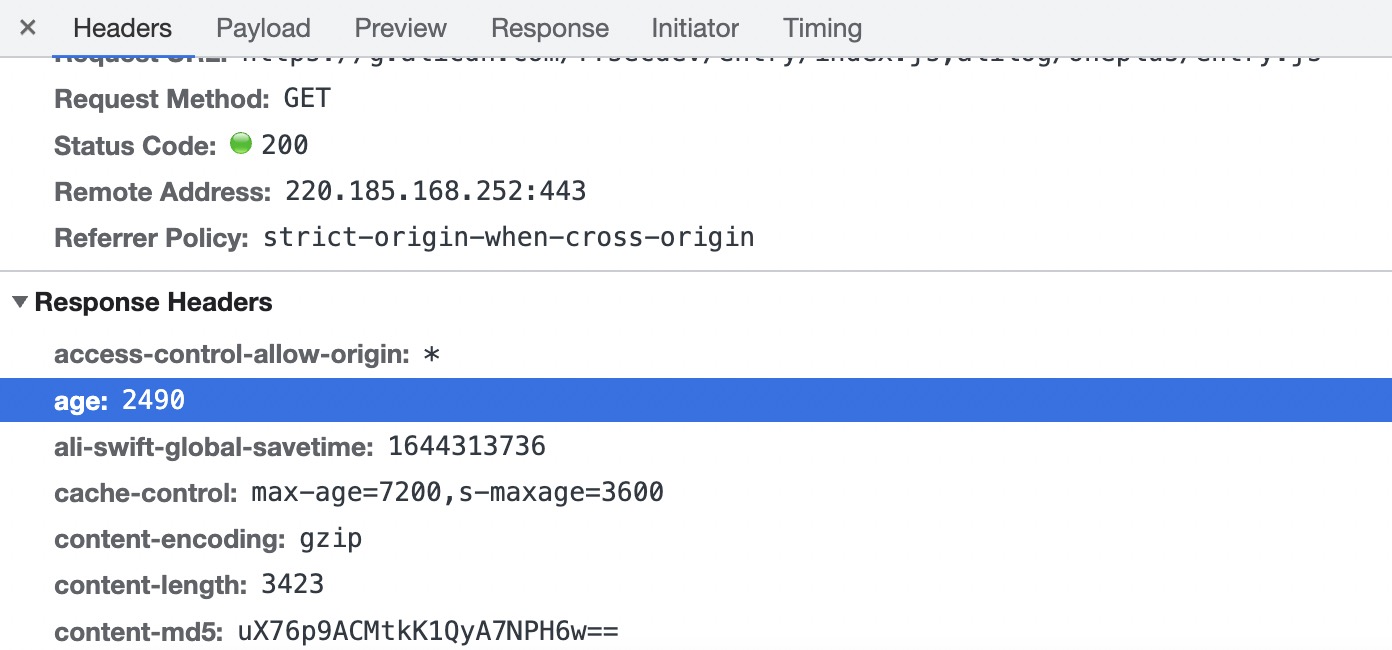 × Headers Payload Preview Response Initiator Timing
Request URL:
Request Method: GET
Status Code: 200
Remote Address: 220.185.168.252:443
Referrer Policy: strict-origin-when-cross-origin
Response Headers
access-control-allow-origin: *
age: 2490
ali-swift-global-savetime: 1644313736
cache-control: max-age=7200,s-maxage=3600
content-encoding: gzip
content-length: 3423
content-md5: uX76p9ACMtkK1QyA7NPH6w==